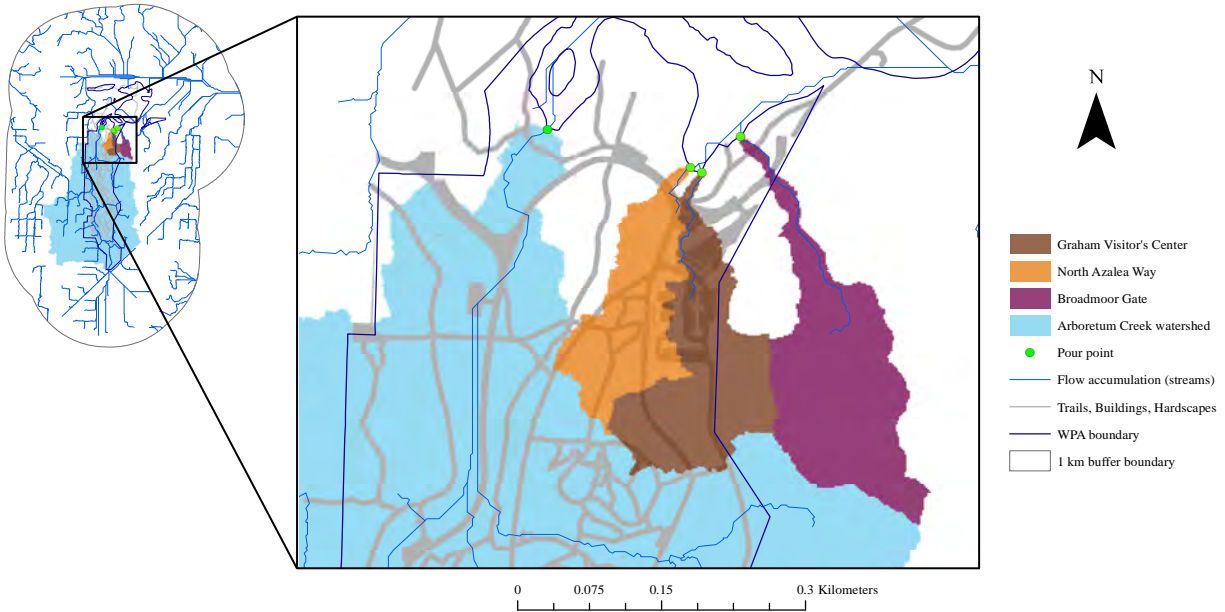 N
Graham Visitor's Center
North Azalea Way
Broadmoor Gate
Arboretum Creek watershed
Pour point
Flow accumulation (streams)
Trails, Buildings, Hardscapes
WPA boundary
1 km buffer boundary
0 0.075 0.15 0.3 Kilometers